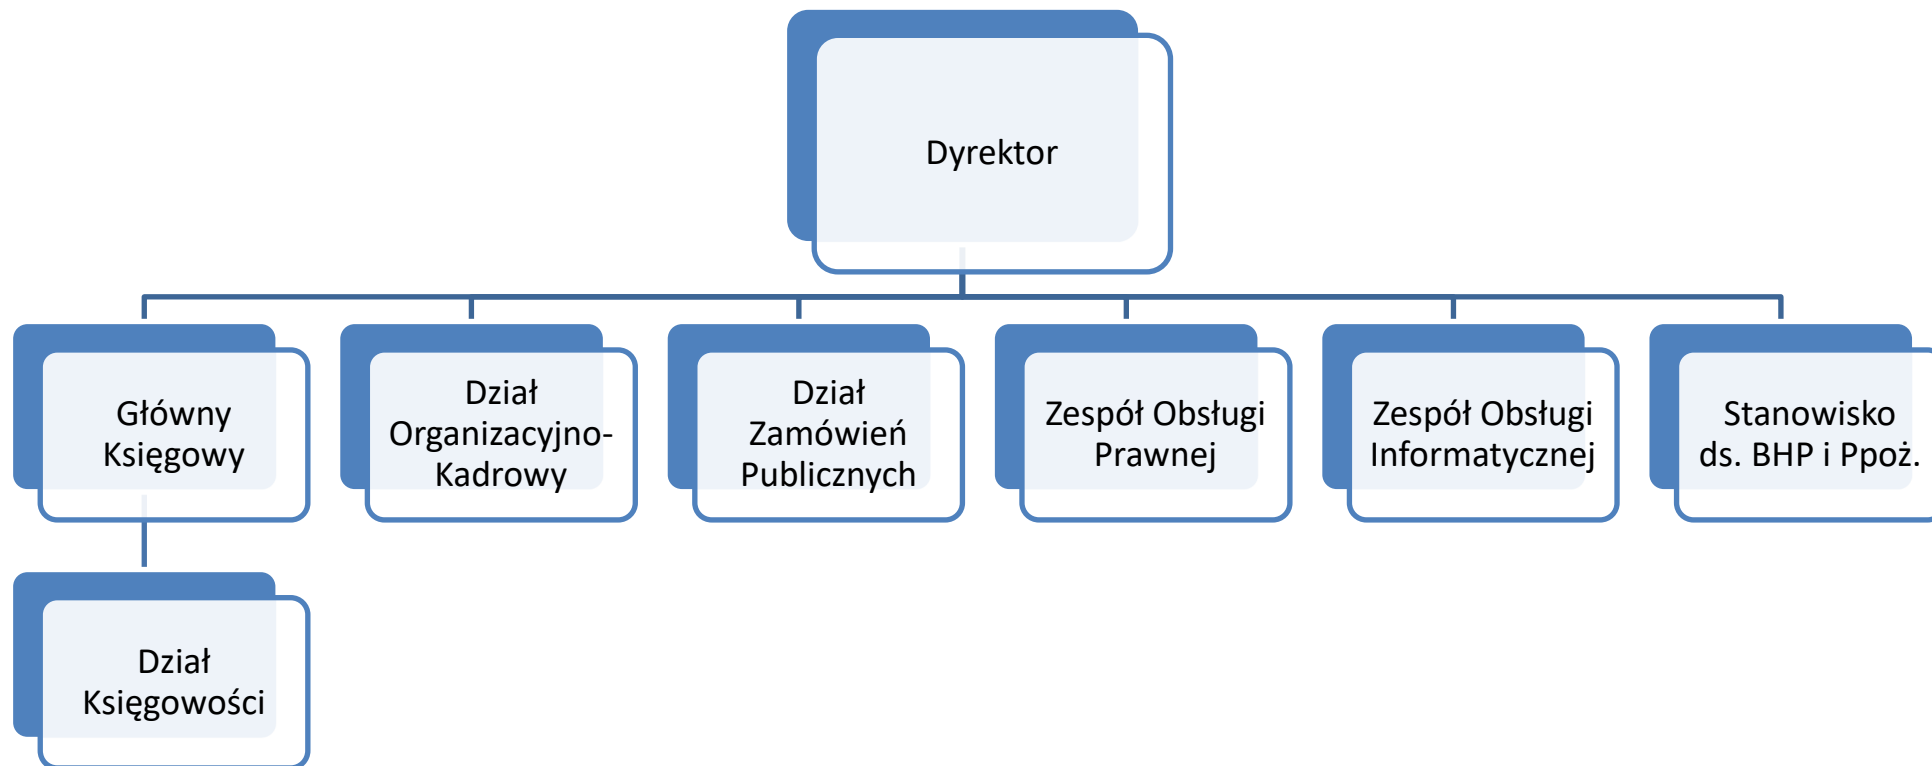 Dyrektor
Główny
Księgowy
Dział
Organizacyjno-
Kadrowy
Dział
Zamówień
Publicznych
Zespół Obsługi
Prawnej
Zespół Obsługi
Informatycznej
Stanowisko
ds. BHP i Ppoż.
Dział
Księgowości